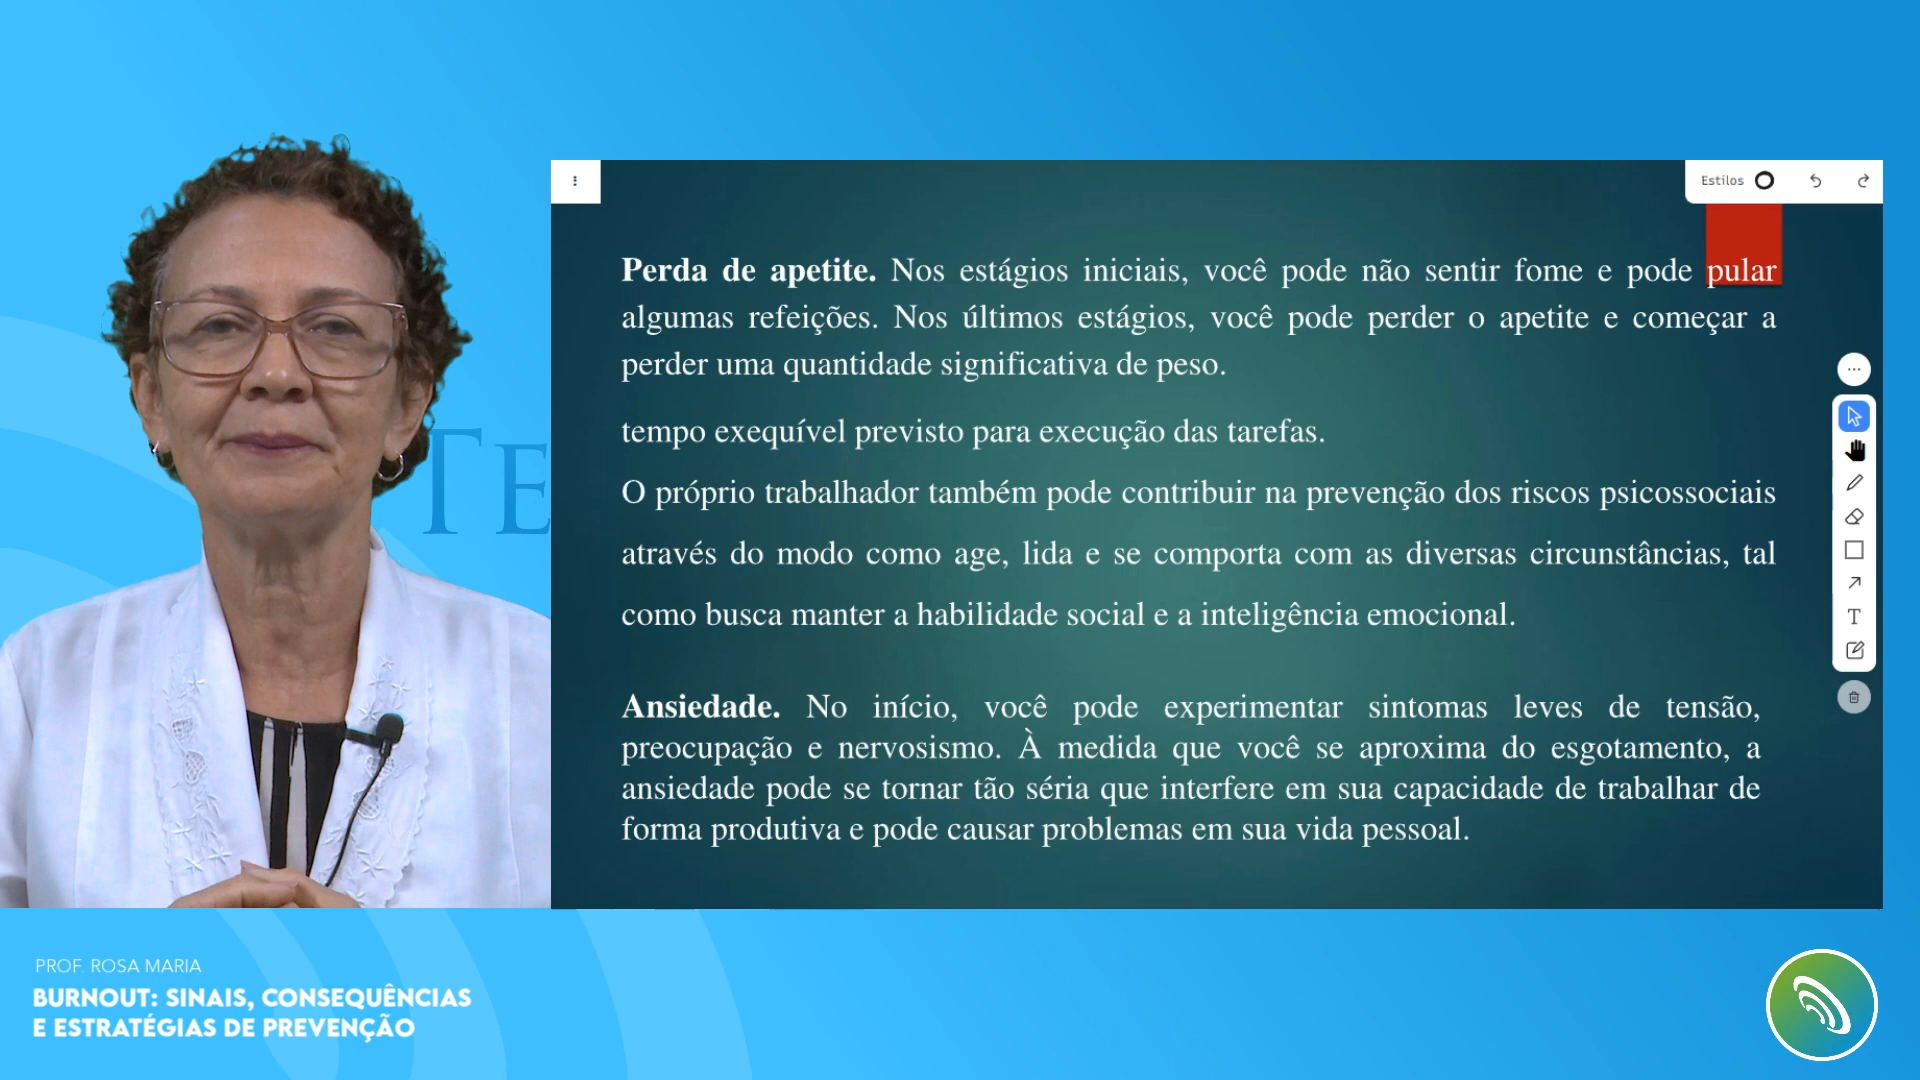 Estilos
Perda de apetite. Nos estágios iniciais, você pode não sentir fome e pode pular
algumas refeições. Nos últimos estágios, você pode perder o apetite e começar a
perder uma quantidade significativa de peso.
tempo exequível previsto para execução das tarefas.
O próprio trabalhador também pode contribuir na prevenção dos riscos psicossociais
através do modo como age, lida e se comporta com as diversas circunstâncias, tal
como busca manter a habilidade social e a inteligência emocional.
Ansiedade. No início, você pode experimentar sintomas leves de tensão,
preocupação e nervosismo. À medida que você se aproxima do esgotamento, a
ansiedade pode se tornar tão séria que interfere em sua capacidade de trabalhar de
forma produtiva e pode causar problemas em sua vida pessoal.
T
TE
PROF. ROSA MARIA
BURNOUT: SINAIS, CONSEQUÊNCIAS
E ESTRATÉGIAS DE PREVENÇÃO